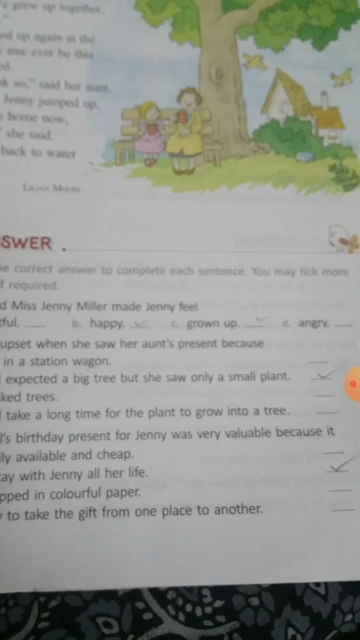 grew up together.
ed up again at the
tree ever be this
ed.
k so," said her aunt.
Jenny jumped up.
home now,
she said.
back to water
LILIAN MOORE
SWER
e correct answer to complete each sentence. You may tick more
f required.
d Miss Jenny Miller made Jenny feel
tful. b. happy. c. grown up. d. angry.
upset when she saw her aunt's present because
in a station wagon.
expected a big tree but she saw only a small plant.
ked trees.
take a long time for the plant to grow into a tree.
l's birthday present for Jenny was very valuable because it
ily available and cheap.
ay with Jenny all her life.
pped in colourful paper.
to take the gift from one place to another.